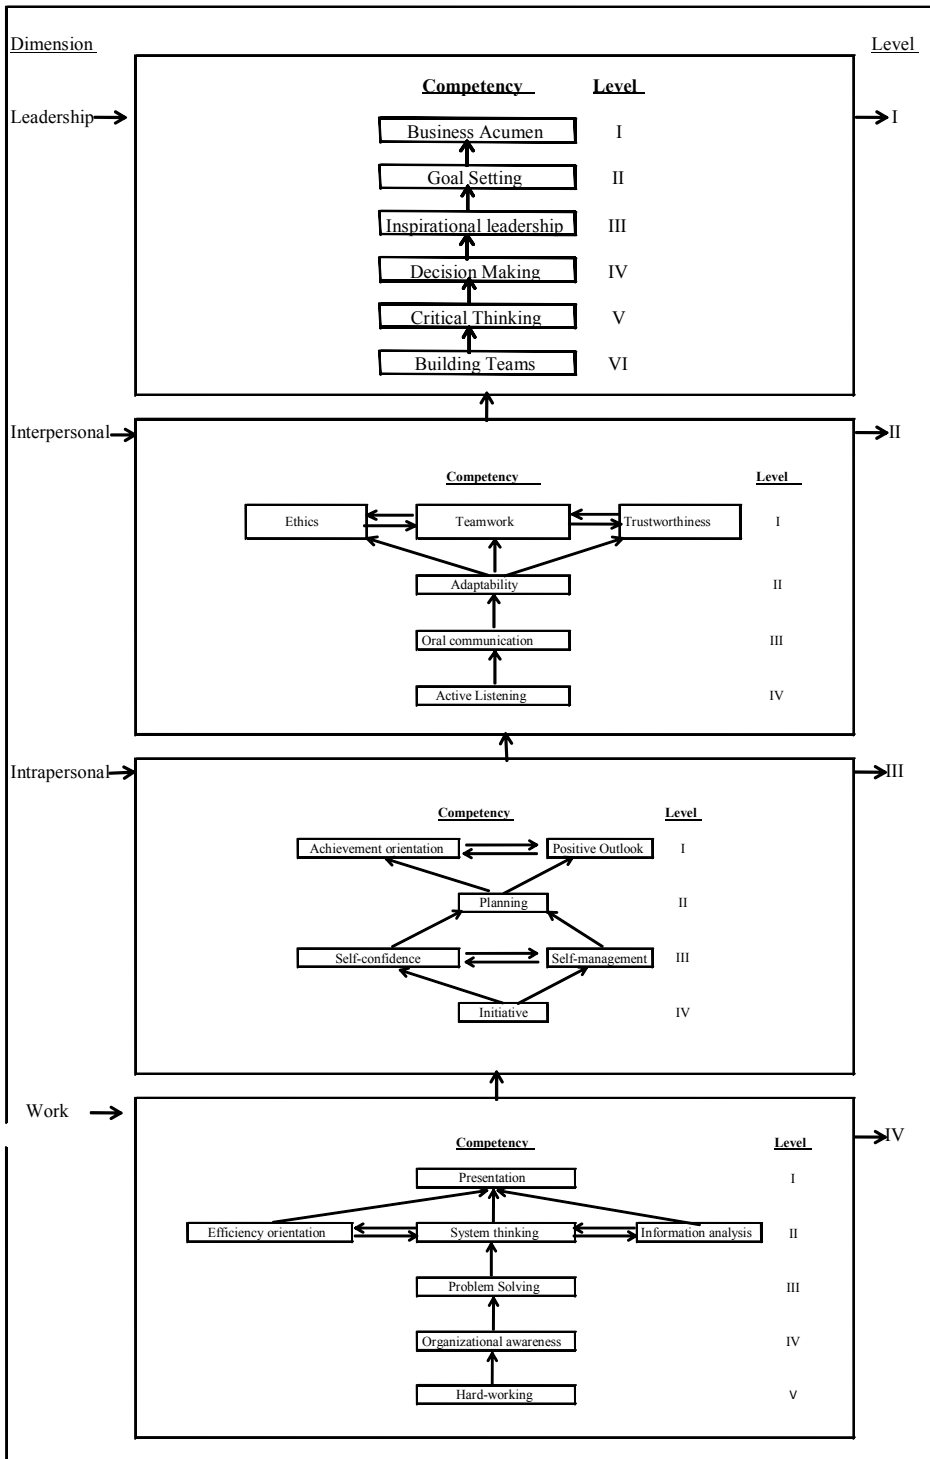 Dimension Level
Competency Level
Leadership I
Business Acumen I
Goal Setting II
Inspirational leadership III
Decision Making IV
Critical Thinking V
Building Teams VI
Interpersonal II
Competency Level
Ethics Teamwork Trustworthiness I
Adaptability II
Oral communication III
Active Listening IV
Intrapersonal III
Competency Level
Achievement orientation Positive Outlook I
Planning II
Self-confidence Self-management III
Initiative IV
Work
IV
Competency Level
Presentation I
Efficiency orientation System thinking Information analysis II
Problem Solving III
Organizational awareness IV
Hard-working V